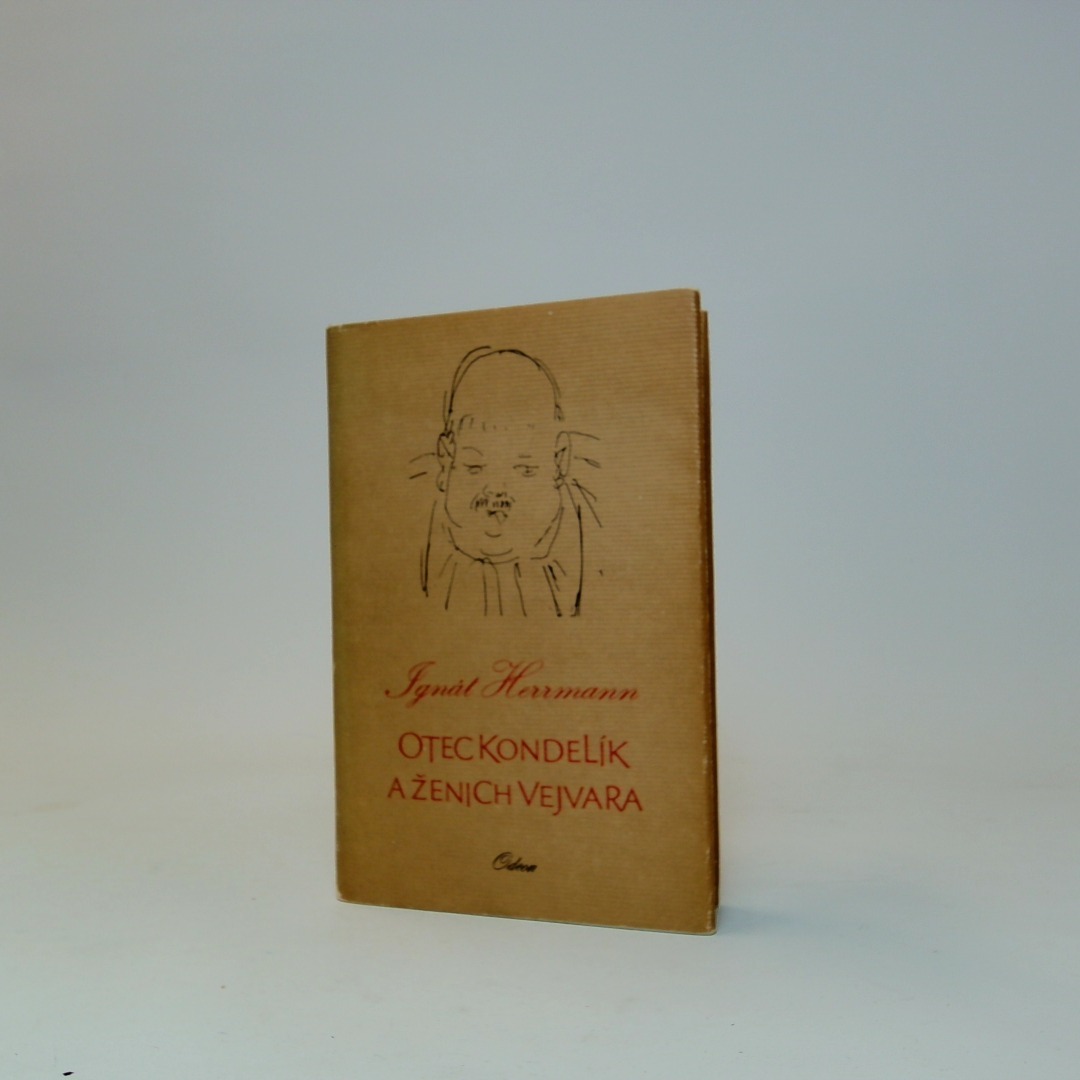 Ignát Herrmann
OTEC KONDELÍK
A ŽENICH VEJVARA
Odeon